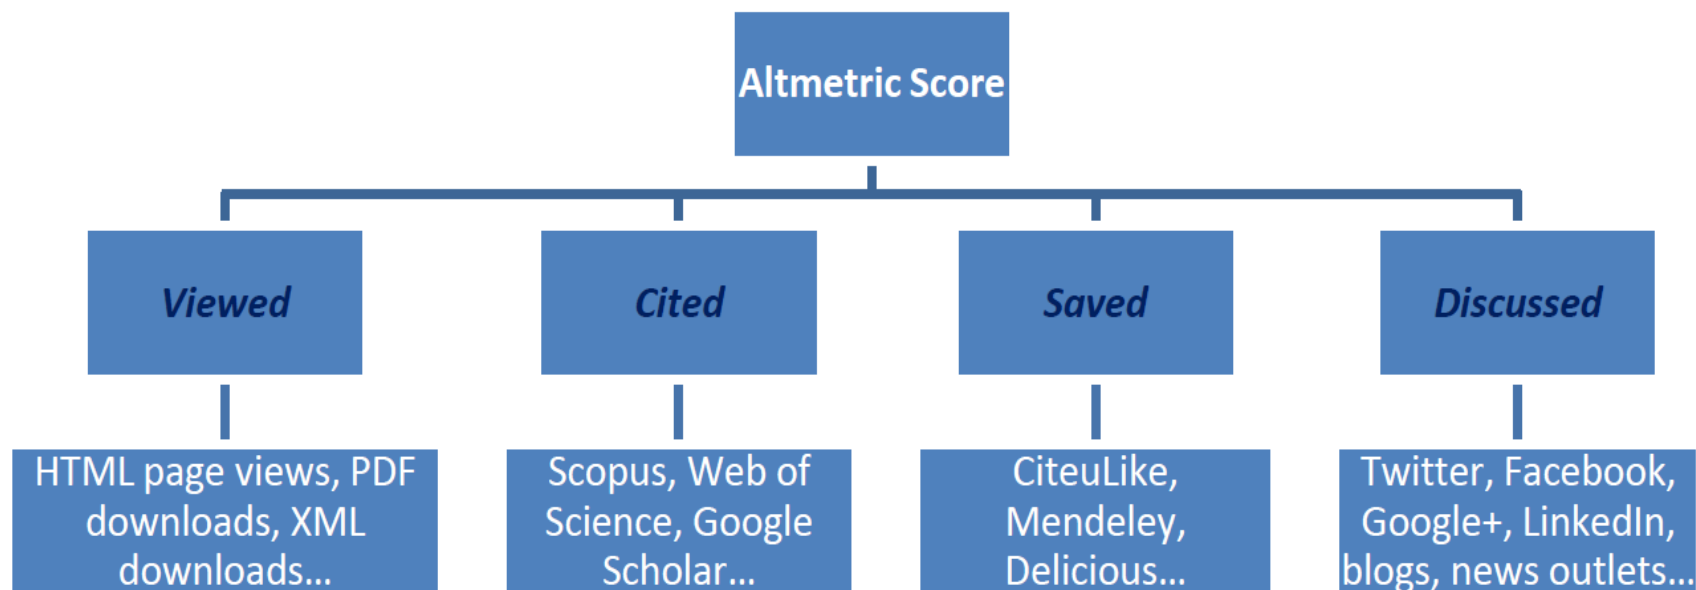 Altmetric Score
Viewed
Cited
Saved
Discussed
HTML page views, PDF
downloads, XML
downloads...
Scopus, Web of
Science, Google
Scholar...
CiteuLike,
Mendeley,
Delicious...
Twitter, Facebook,
Google+, LinkedIn,
blogs, news outlets...